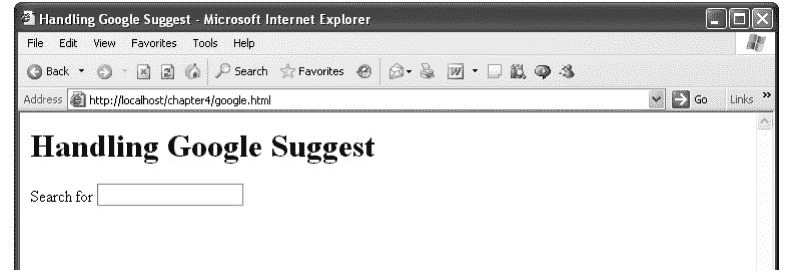 Handling Google Suggest - Microsoft Internet Explorer
File Edit View Favorites Tools Help
Back Search Favorites
Address http://localhost/chapter4/google.html Go Links »
Handling Google Suggest
Search for